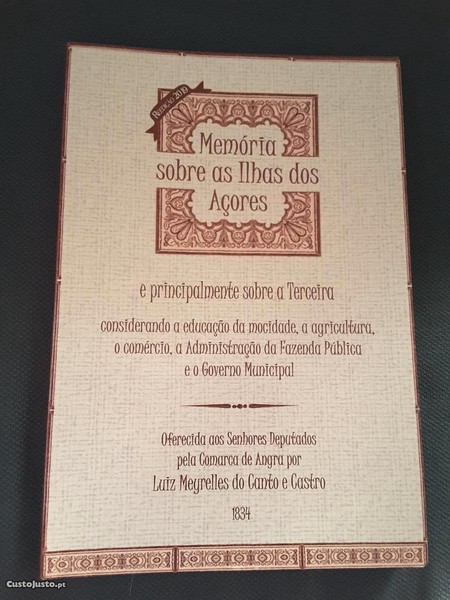 Reedição 2019
Memória
sobre as Ilhas dos
Açores
e principalmente sobre a Terceira
considerando a educação da mocidade, a agricultura,
o comércio, a Administração da Fazenda Pública
e o Governo Municipal
Oferecida aos Senhores Deputados
pela Comarca de Angra por
Luiz Meyrelles do Canto e Castro
1834
CustoJusto.pt